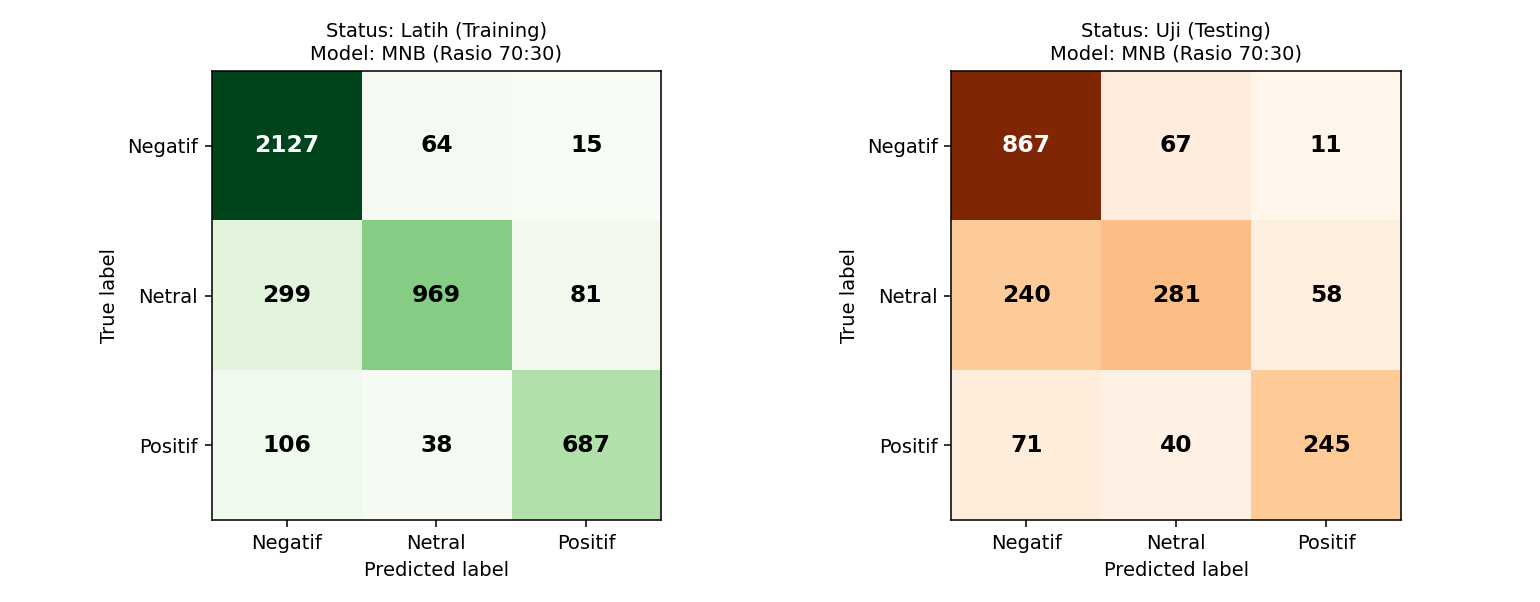 Status: Latih (Training)
Model: MNB (Rasio 70:30)
True label
Negatif
2127
64
15
Netral
299
969
81
Positif
106
38
687
Negatif
Netral
Positif
Predicted label
Status: Uji (Testing)
Model: MNB (Rasio 70:30)
True label
Negatif
867
67
11
Netral
240
281
58
Positif
71
40
245
Negatif
Netral
Positif
Predicted label